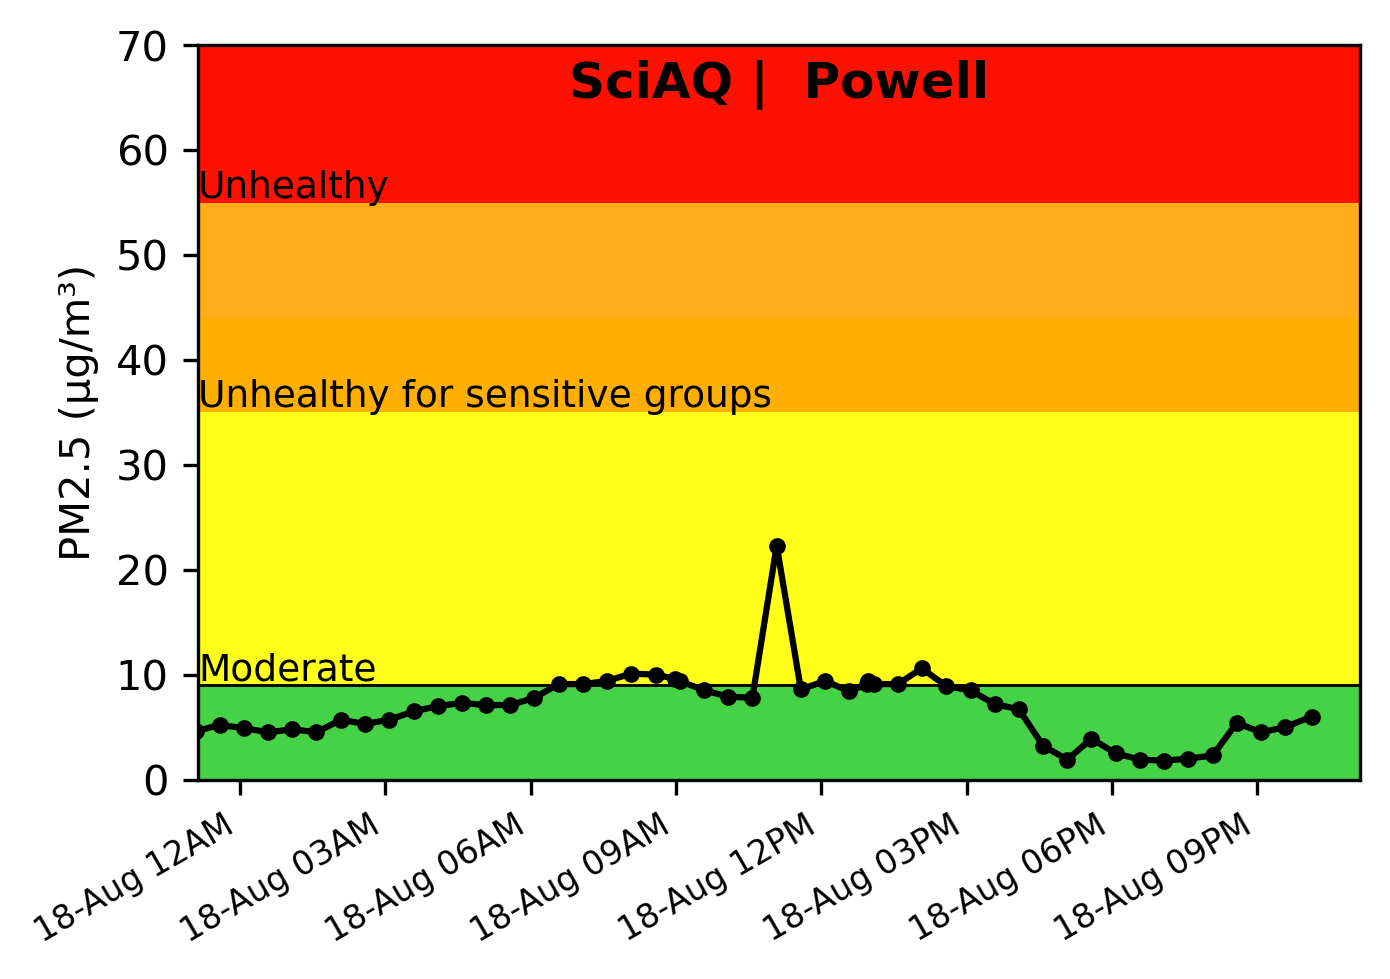 SciAQ | Powell
70
60
50
40
30
20
10
0
PM2.5 (µg/m³)
Unhealthy
Unhealthy for sensitive groups
Moderate
18-Aug 12AM
18-Aug 03AM
18-Aug 06AM
18-Aug 09AM
18-Aug 12PM
18-Aug 03PM
18-Aug 06PM
18-Aug 09PM